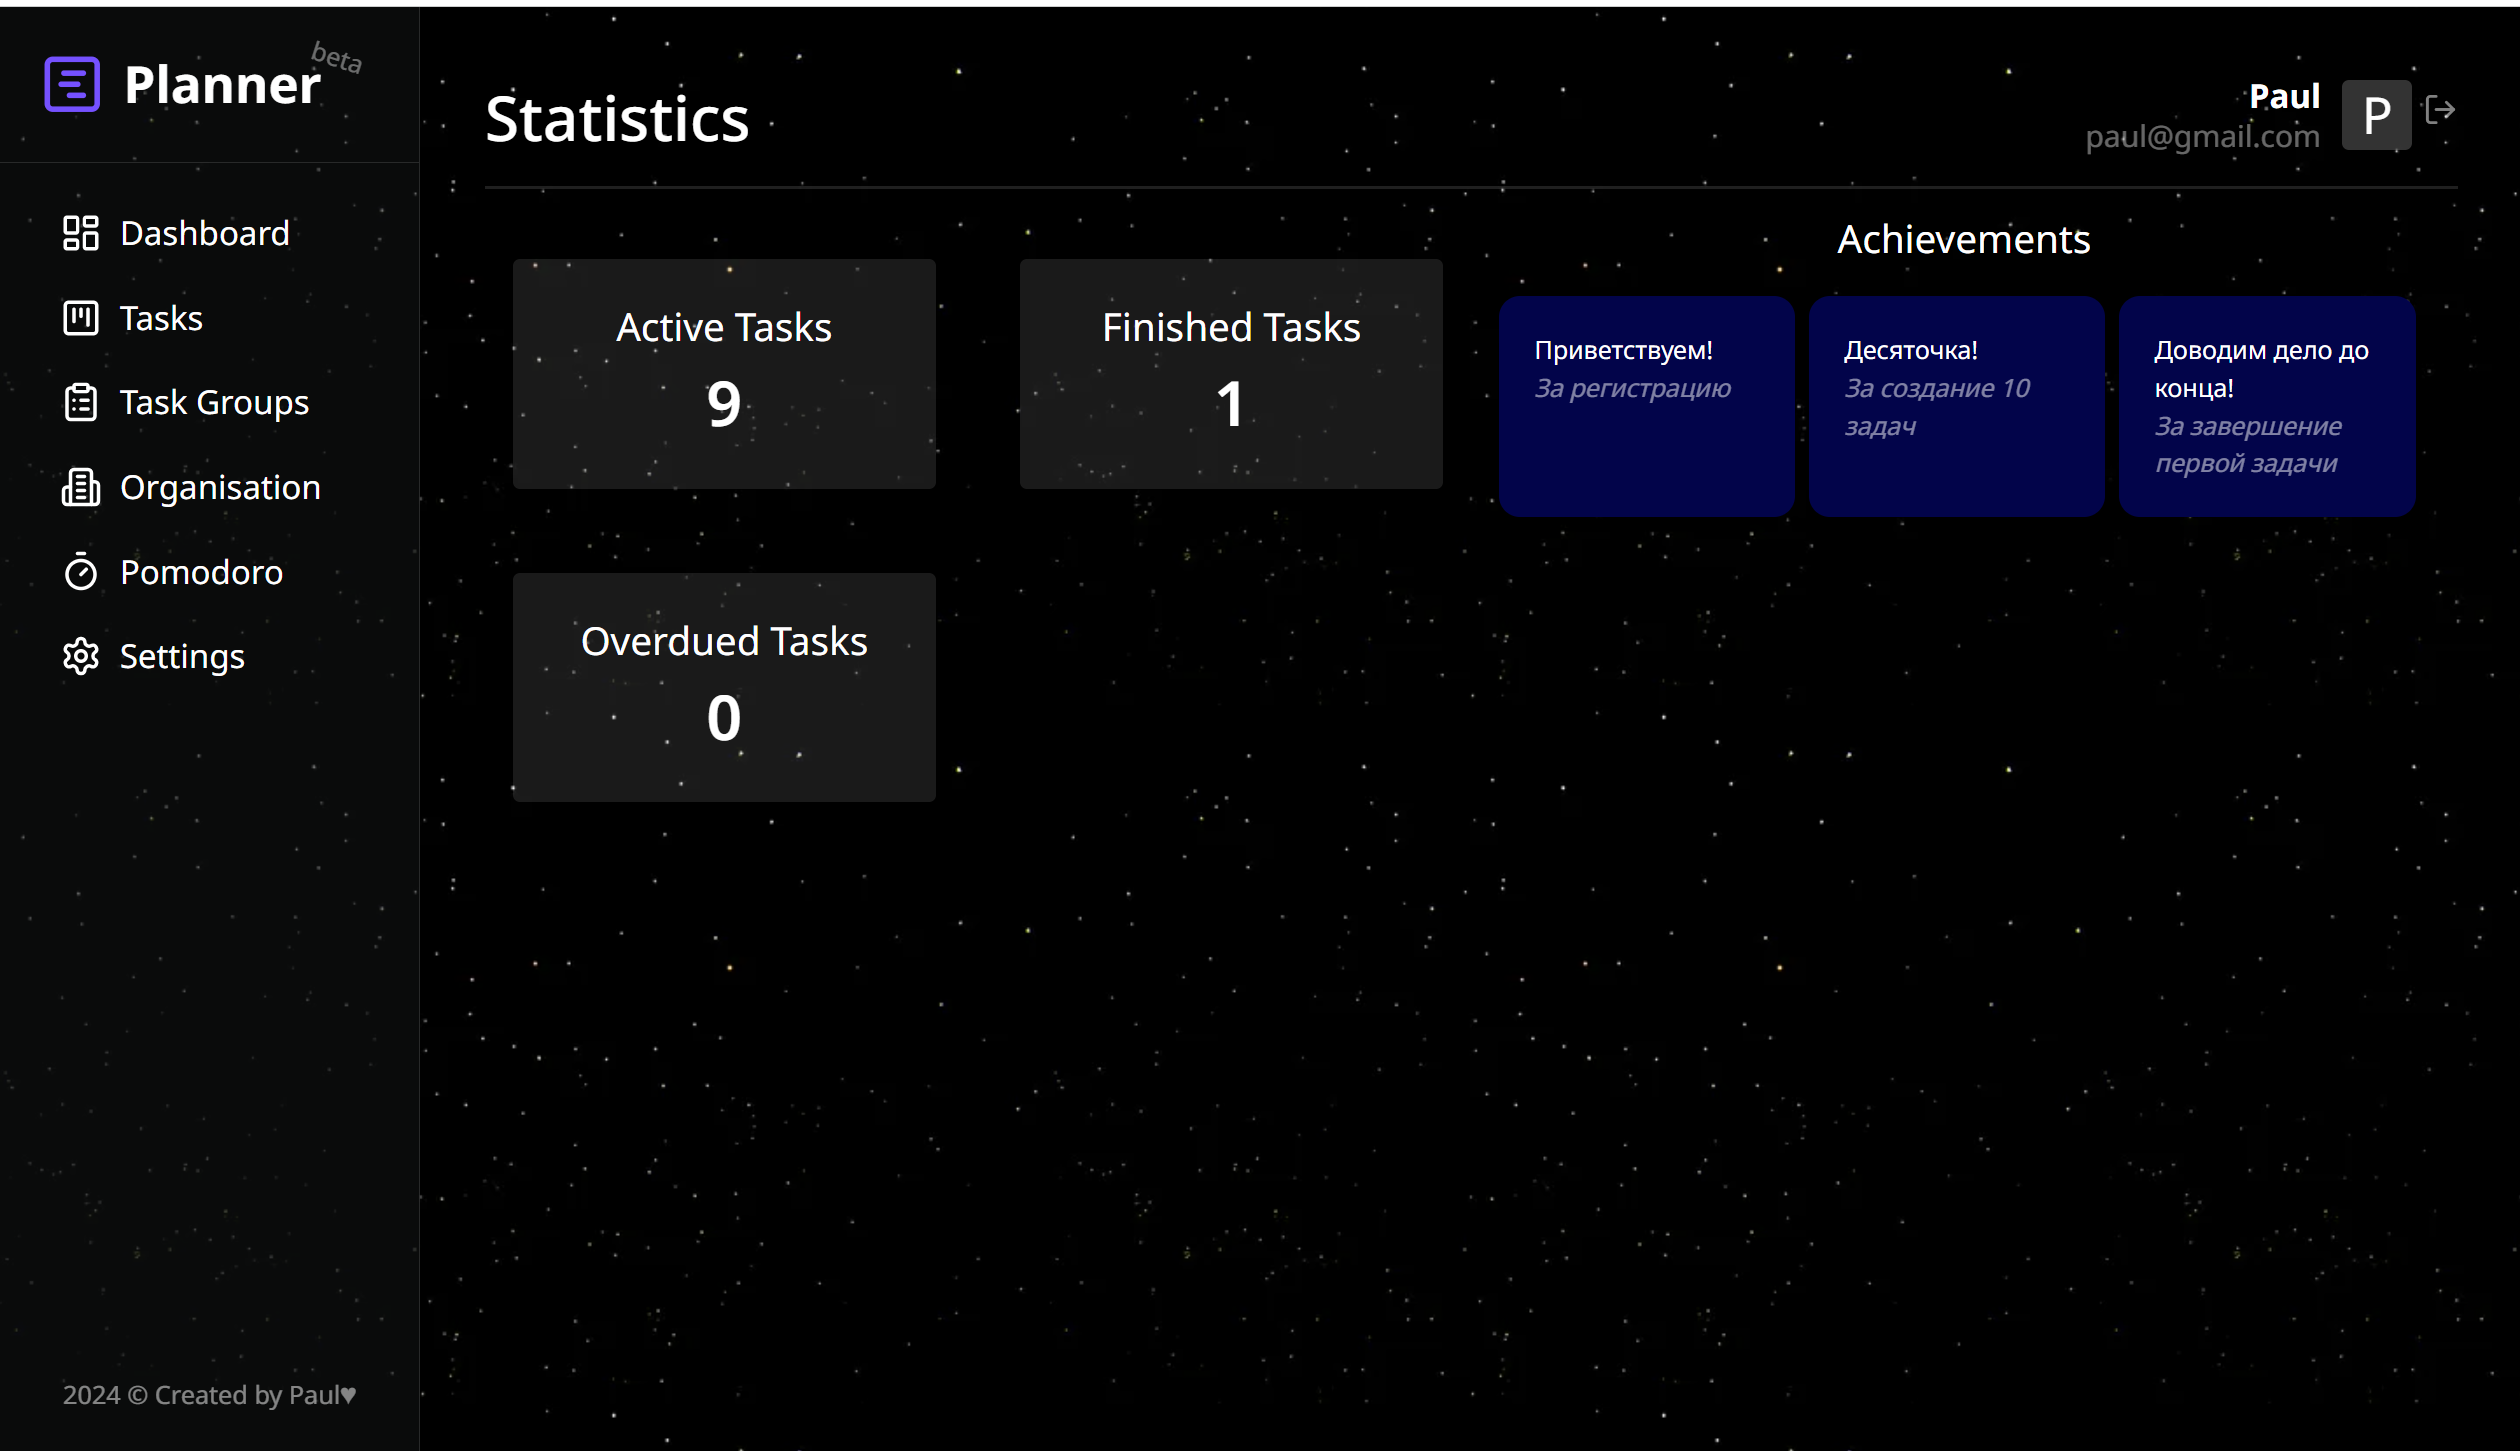 Planner
beta
Dashboard
Tasks
Task Groups
Organisation
Pomodoro
Settings
2024 © Created by Paul♥
Statistics
Paul
paul@gmail.com
P
Active Tasks
9
Finished Tasks
1
Overdued Tasks
0
Achievements
Приветствуем!
За регистрацию
Десяточка!
За создание 10
задач
Доводим дело до
конца!
За завершение
первой задачи